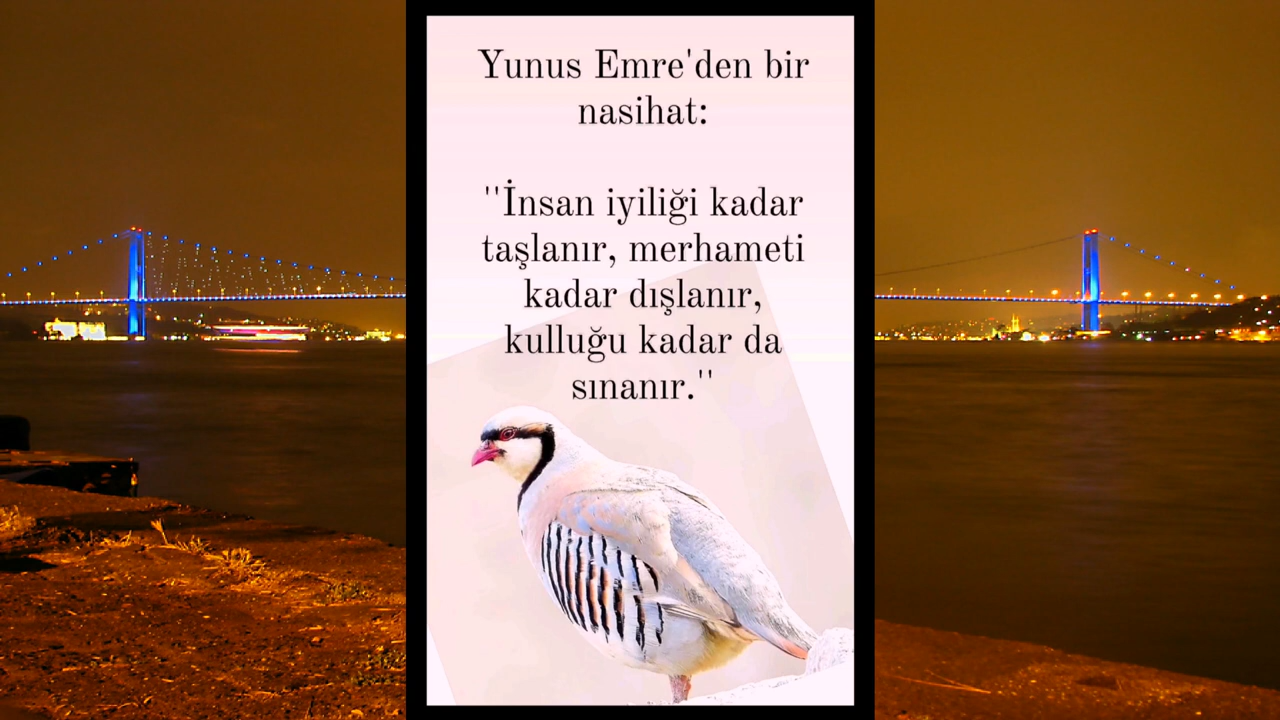 Yunus Emre'den bir
nasihat:
''İnsan iyiliği kadar
taşlanır, merhameti
kadar dışlanır,
kulluğu kadar da
sınanır.''